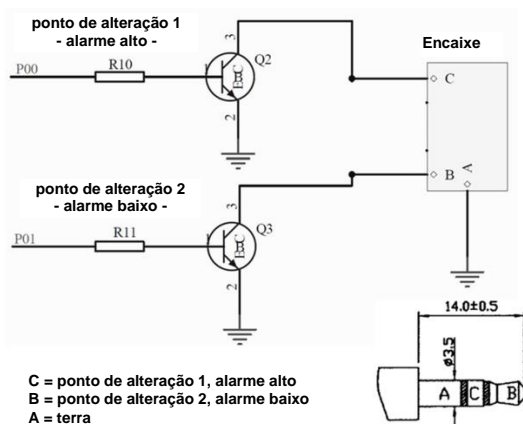 ponto de alteração 1
- alarme alto -
Encaixe
P00
R10
1
3
Q2
B
C
E
2
C
B
A
ponto de alteração 2
- alarme baixo -
P01
R11
1
3
Q3
B
C
E
2
14.0±0.5
ø3.5
A
C
B
C = ponto de alteração 1, alarme alto
B = ponto de alteração 2, alarme baixo
A = terra